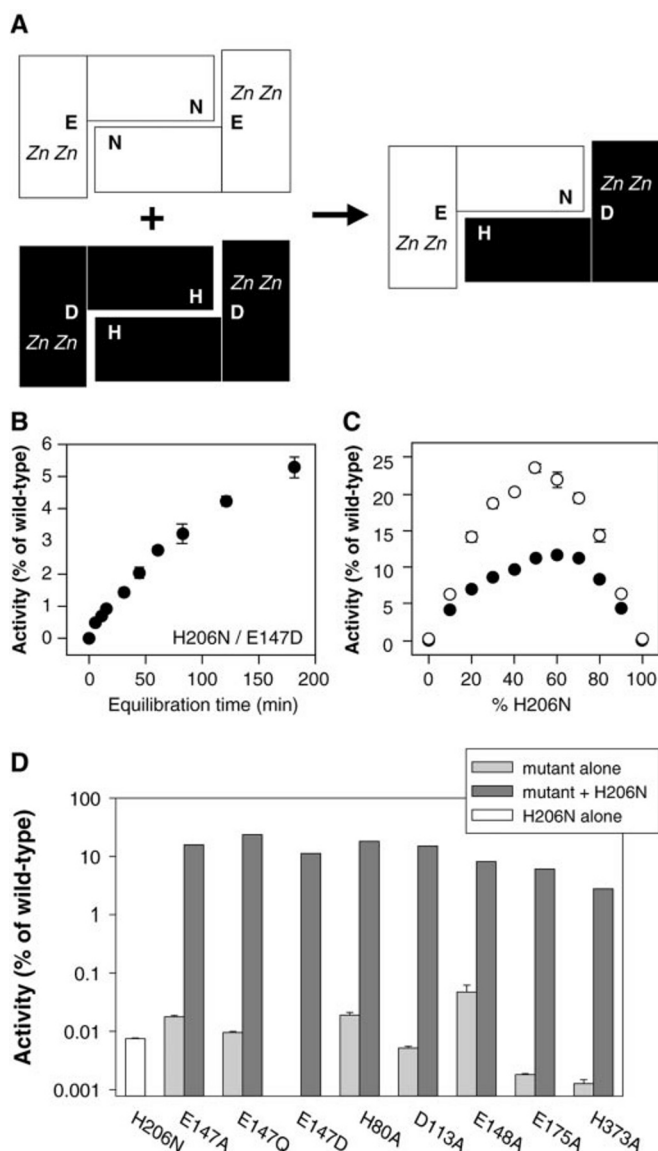 A
Zn Zn
N
E
E
Zn Zn
N
+
Zn Zn
E
N
Zn Zn
H
D
Zn Zn
D
H
D
Zn Zn
H
B
Activity (% of wild-type)
6
5
4
3
2
1
0
H206N / E147D
0 50 100 150 200
Equilibration time (min)
C
Activity (% of wild-type)
25
20
15
10
5
0
0 20 40 60 80 100
% H206N
D
mutant alone
mutant + H206N
H206N alone
Activity (% of wild-type)
100
10
1
0.1
0.01
0.001
H206N
E147A
E147Q
E147D
H80A
D113A
E148A
E175A
H373A